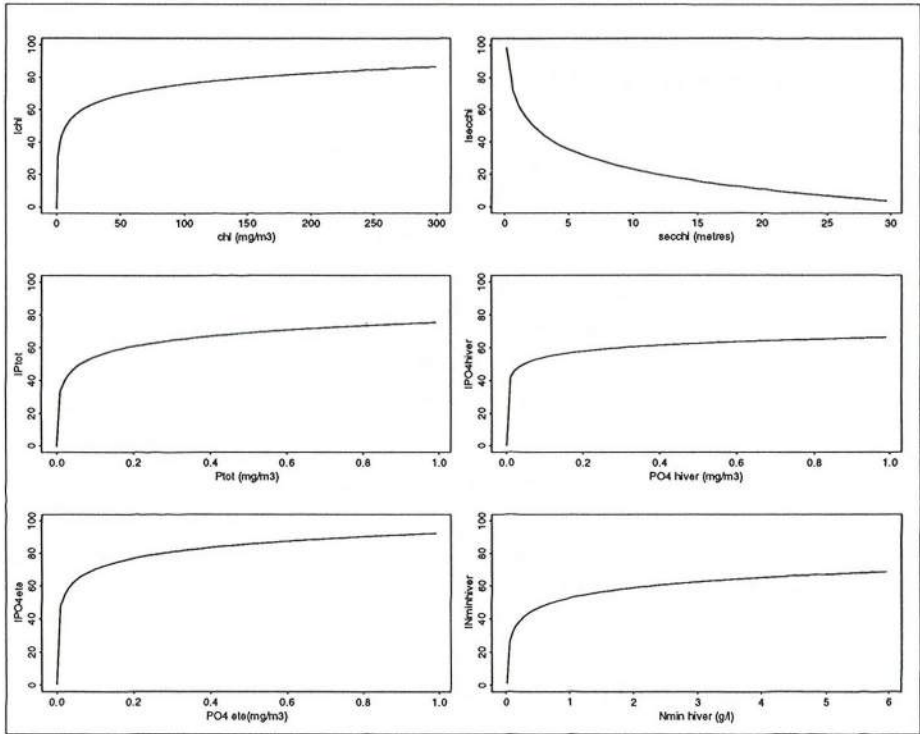 Ichl
0 20 40 60 80 100
0 50 100 150 200 250 300
chl (mg/m3)
Isecchi
0 20 40 60 80 100
0 5 10 15 20 25 30
secchi (metres)
IPtot
0 20 40 60 80 100
0.0 0.2 0.4 0.6 0.8 1.0
Ptot (mg/m3)
IPO4hiver
0 20 40 60 80 100
0.0 0.2 0.4 0.6 0.8 1.0
PO4 hiver (mg/m3)
IPO4ete
0 20 40 60 80 100
0.0 0.2 0.4 0.6 0.8 1.0
PO4 ete(mg/m3)
INminhiver
0 20 40 60 80 100
0 1 2 3 4 5 6
Nmin hiver (g/l)